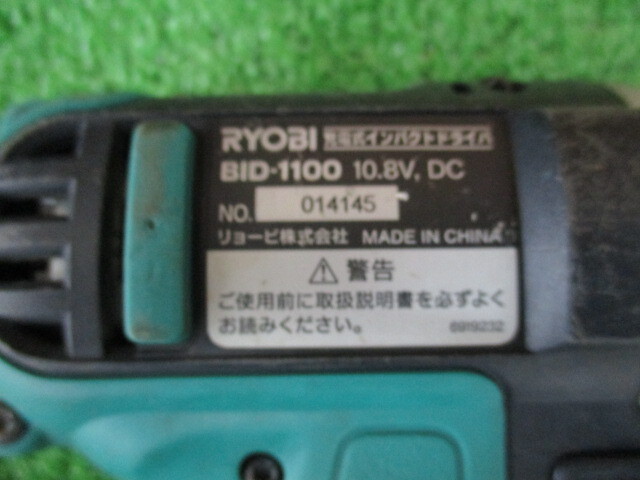 RYOBI 充電式インパクトドライバ
BID-1100 10.8V, DC
NO. 014145
リョービ株式会社 MADE IN CHINA
⚠ 警告
ご使用前に取扱説明書を必ずよく
お読みください。 6919232